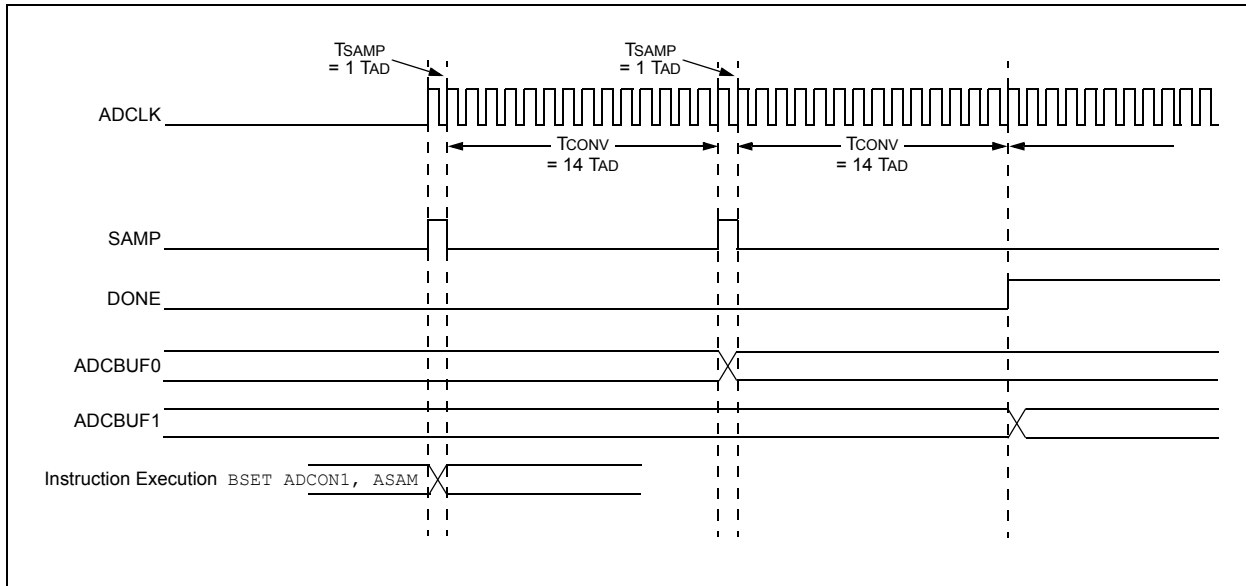 TSAMP TSAMP
= 1 TAD = 1 TAD
ADCLK
TCONV TCONV
= 14 TAD = 14 TAD
SAMP
DONE
ADCBUF0
ADCBUF1
Instruction Execution BSET ADCON1, ASAM